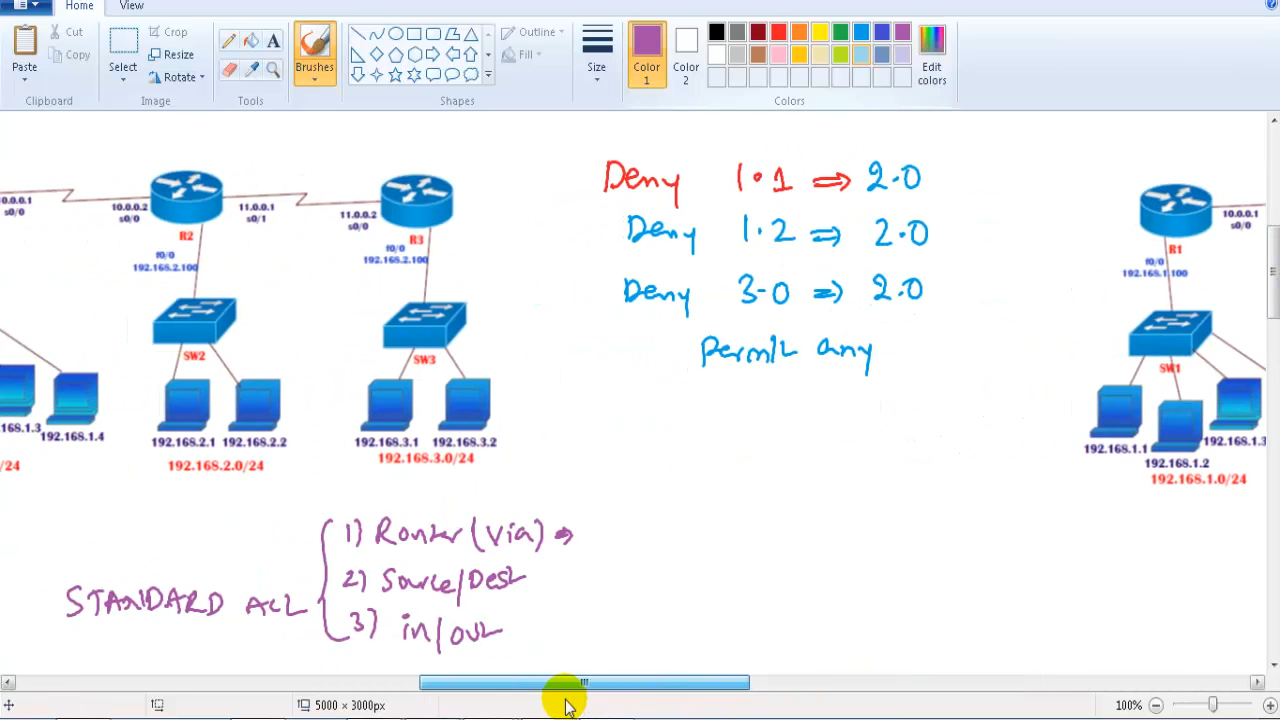 Home View
Cut
Copy
Paste
Clipboard
Select
Crop
Resize
Rotate
Image
A
Tools
Brushes
Outline
Fill
Shapes
Size
Color 1
Color 2
Edit colors
Colors
Deny 1.1 ⇒ 2.0
Deny 1.2 ⇒ 2.0
Deny 3.0 ⇒ 2.0
Permit any
0.0.0.1
s0/0
10.0.0.2
s0/0
11.0.0.1
s0/1
R2
f0/0
192.168.2.100
11.0.0.2
s0/0
R3
f0/0
192.168.2.100
SW2
SW3
.168.1.3
192.168.1.4
192.168.2.1
192.168.2.2
192.168.3.1
192.168.3.2
0/24
192.168.2.0/24
192.168.3.0/24
10.0.0.1
s0/0
R1
f0/0
192.168.1.100
SW1
192.168.1.1
192.168.1.2
192.168.1.3
192.168.1.0/24
STANDARD ACL
1) Router (Via) →
2) Source/Dest
3) in/out
5000 × 3000px
100%